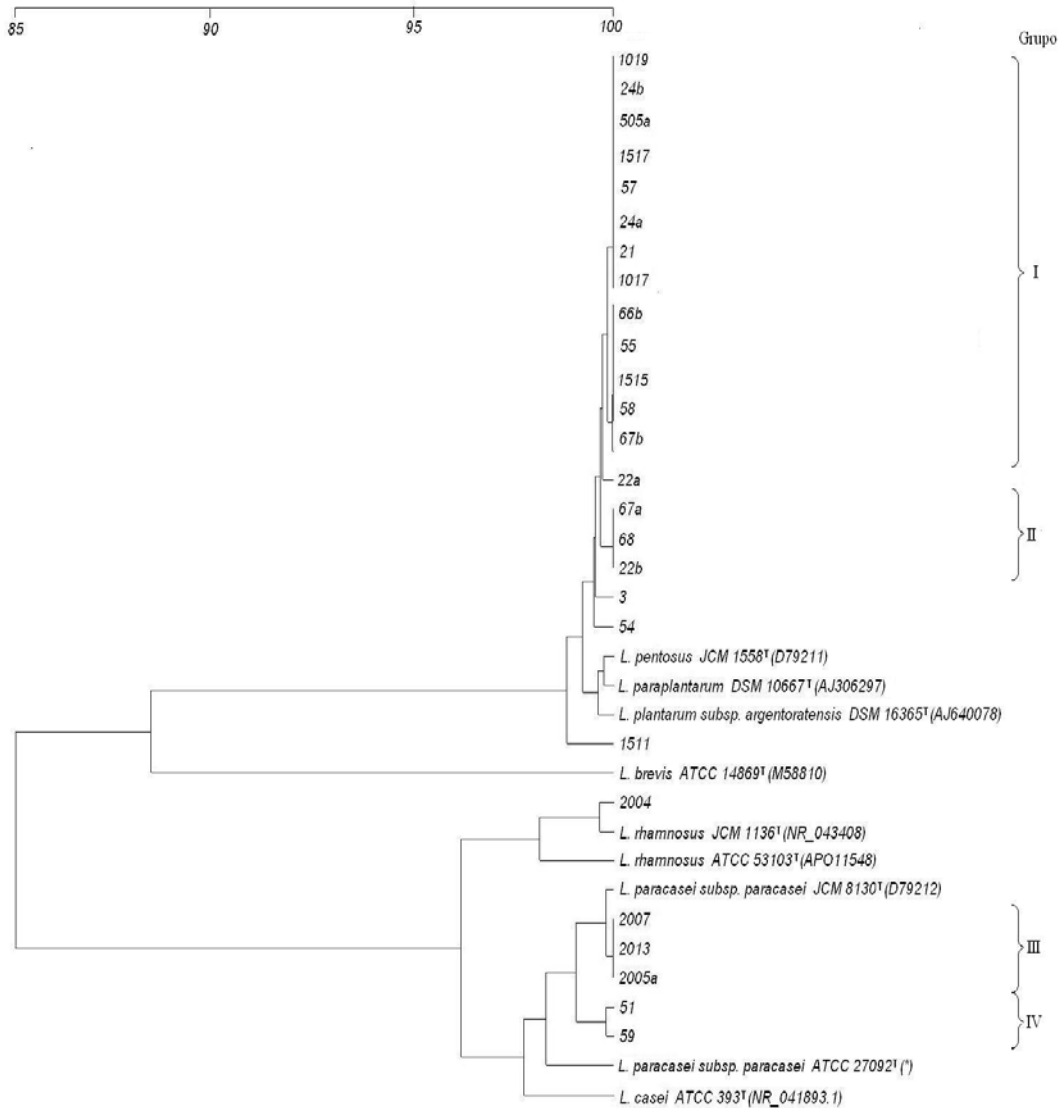 85 90 95 100
Grupo
1019
24b
505a
1517
57
24a
21
1017
I
66b
55
1515
58
67b
22a
67a
68
II
22b
3
54
L. pentosus JCM 1558ᵀ (D79211)
L. paraplantarum DSM 10667ᵀ (AJ306297)
L. plantarum subsp. argentoratensis DSM 16365ᵀ (AJ640078)
1511
L. brevis ATCC 14869ᵀ (M58810)
2004
L. rhamnosus JCM 1136ᵀ (NR_043408)
L. rhamnosus ATCC 53103ᵀ (APO11548)
L. paracasei subsp. paracasei JCM 8130ᵀ (D79212)
2007
2013
III
2005a
51
IV
59
L. paracasei subsp. paracasei ATCC 27092ᵀ (*)
L. casei ATCC 393ᵀ (NR_041893.1)